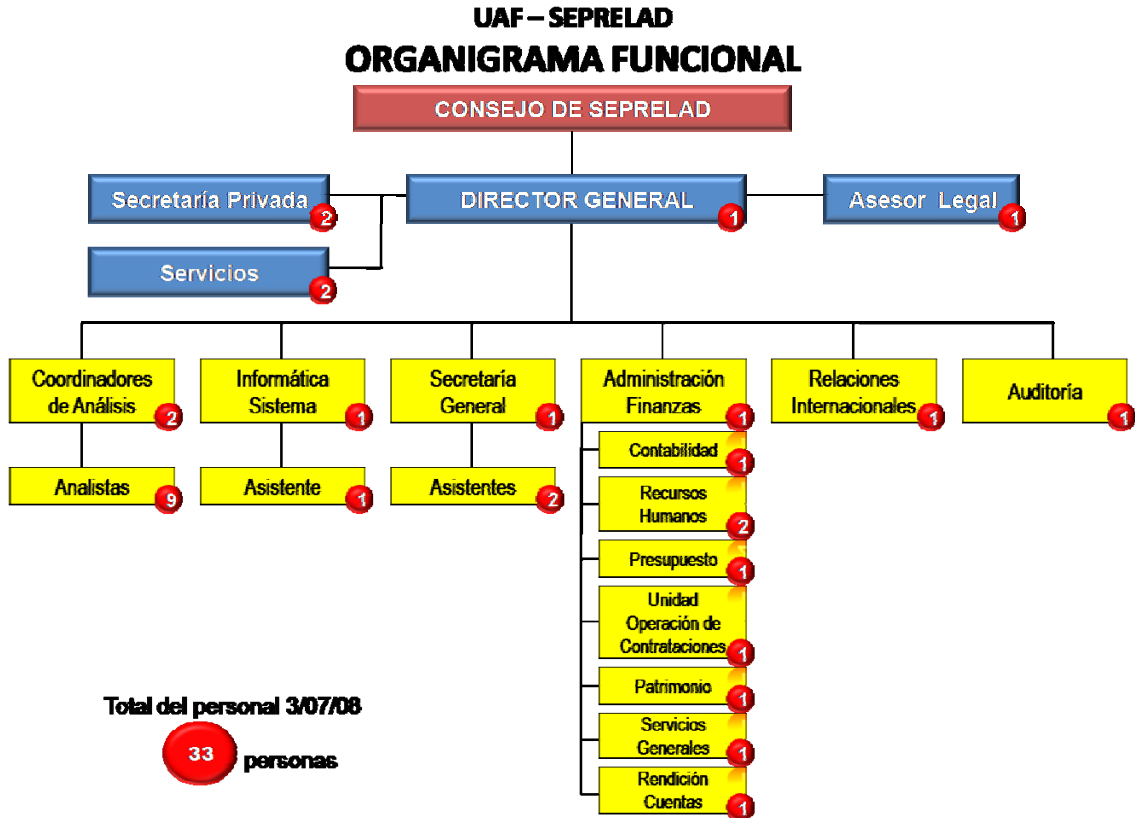 UAF – SEPRELAD
ORGANIGRAMA FUNCIONAL
CONSEJO DE SEPRELAD
Secretaría Privada
2
DIRECTOR GENERAL
1
Asesor Legal
1
Servicios
2
Coordinadores
de Análisis
2
Informática
Sistema
1
Secretaría
General
1
Administración
Finanzas
1
Relaciones
Internacionales
1
Auditoría
1
Analistas
9
Asistente
1
Asistentes
2
Contabilidad
1
Recursos
Humanos
2
Presupuesto
1
Unidad
Operación de
Contrataciones
1
Patrimonio
1
Servicios
Generales
1
Rendición
Cuentas
1
Total del personal 3/07/08
33 personas